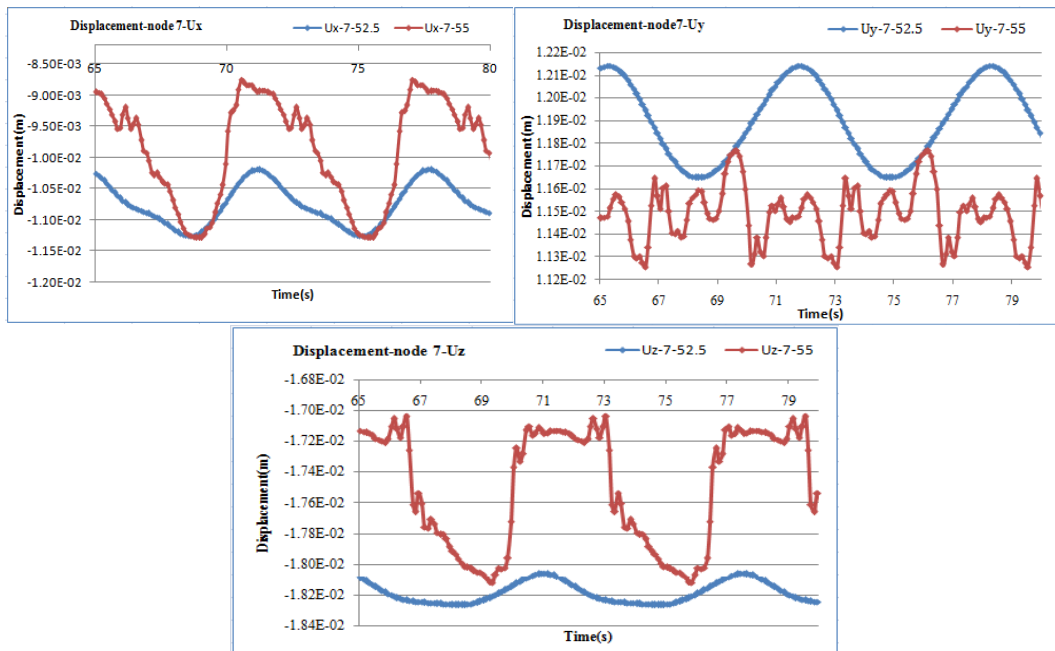 Displacement-node 7-Ux
Ux-7-52.5
Ux-7-55
65
70
75
80
-8.50E-03
-9.00E-03
-9.50E-03
-1.00E-02
-1.05E-02
-1.10E-02
-1.15E-02
-1.20E-02
Displacement(m)
Time(s)
Displacement-node7-Uy
Uy-7-52.5
Uy-7-55
1.22E-02
1.21E-02
1.20E-02
1.19E-02
1.18E-02
1.17E-02
1.16E-02
1.15E-02
1.14E-02
1.13E-02
1.12E-02
Displacement(m)
65
67
69
71
73
75
77
79
Time(s)
Displacement-node 7-Uz
Uz-7-52.5
Uz-7-55
-1.68E-02
65
67
69
71
73
75
77
79
-1.70E-02
-1.72E-02
-1.74E-02
-1.76E-02
-1.78E-02
-1.80E-02
-1.82E-02
-1.84E-02
Displacement(m)
Time(s)